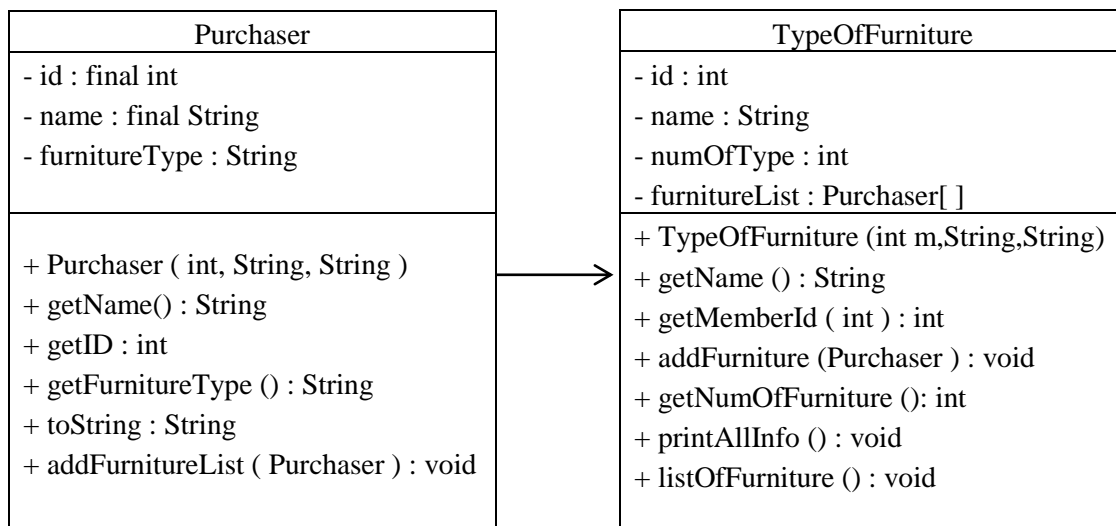 Purchaser
- id : final int
- name : final String
- furnitureType : String
+ Purchaser ( int, String, String )
+ getName() : String
+ getID : int
+ getFurnitureType () : String
+ toString : String
+ addFurnitureList ( Purchaser ) : void
TypeOfFurniture
- id : int
- name : String
- numOfType : int
- furnitureList : Purchaser[ ]
+ TypeOfFurniture (int m,String,String)
+ getName () : String
+ getMemberId ( int ) : int
+ addFurniture (Purchaser ) : void
+ getNumOfFurniture (): int
+ printAllInfo () : void
+ listOfFurniture () : void